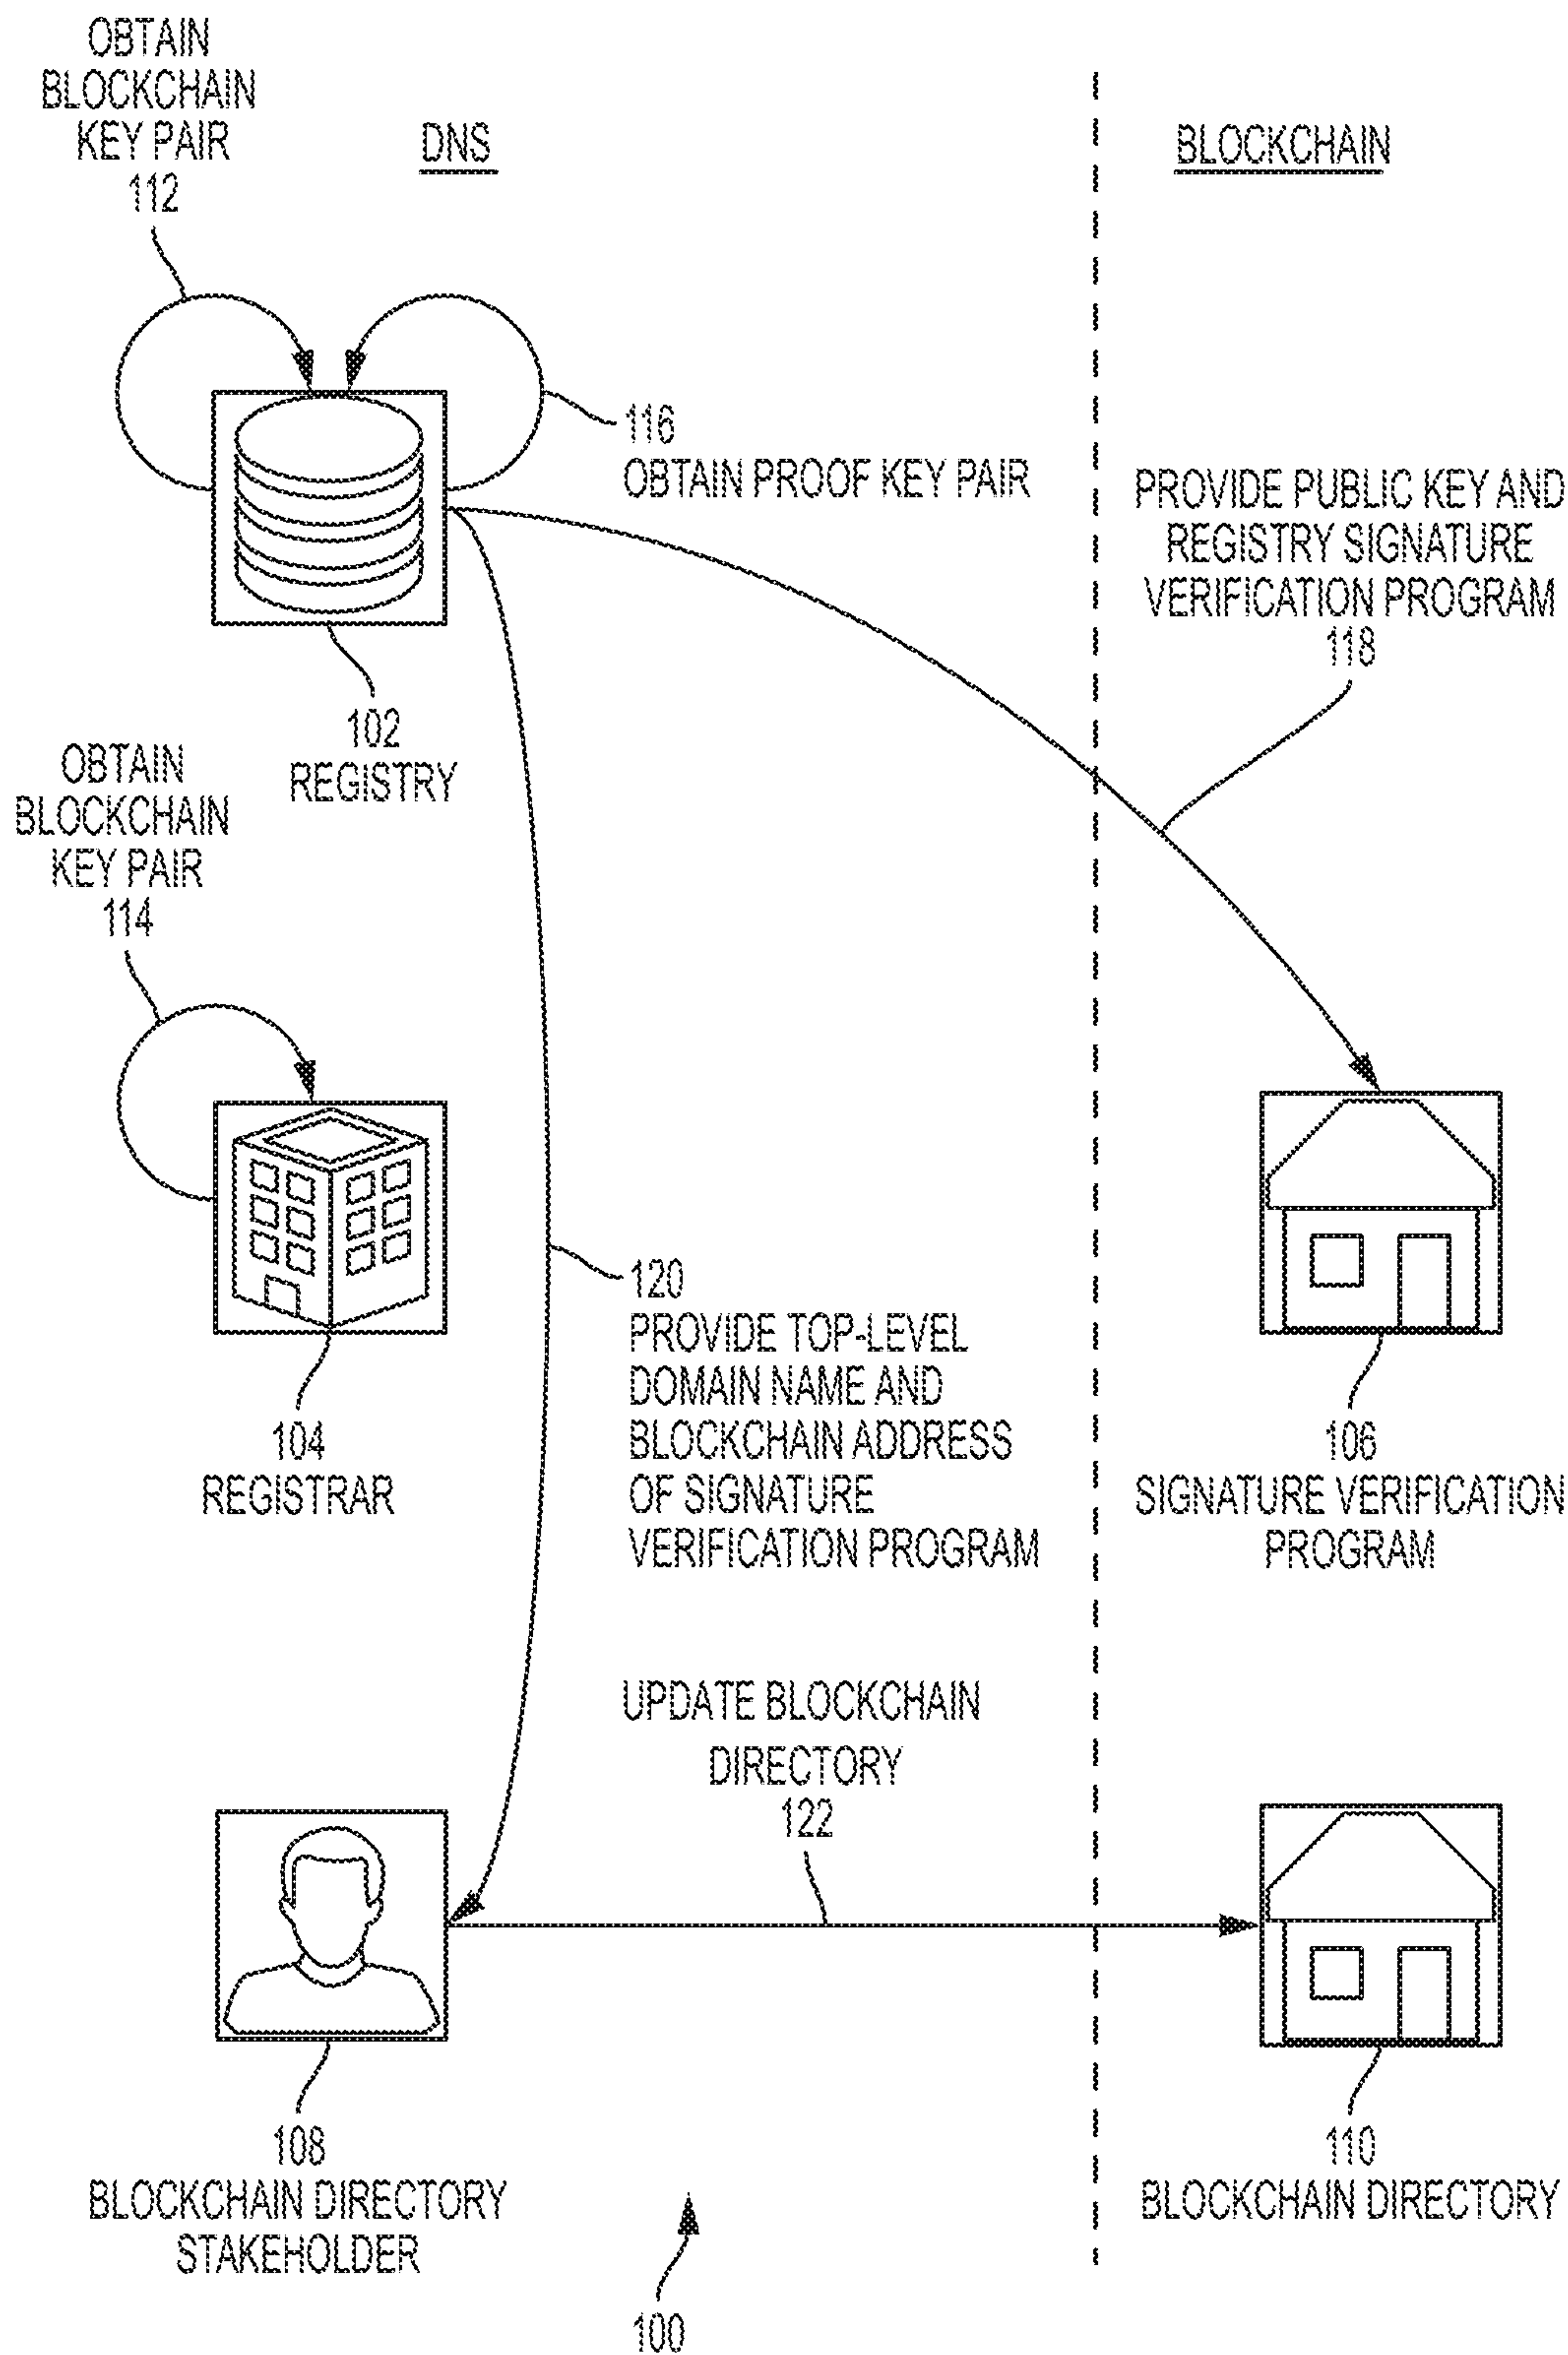 OBTAIN
BLOCKCHAIN
KEY PAIR
112
DNS
BLOCKCHAIN
116
OBTAIN PROOF KEY PAIR
PROVIDE PUBLIC KEY AND
REGISTRY SIGNATURE
VERIFICATION PROGRAM
118
102
REGISTRY
OBTAIN
BLOCKCHAIN
KEY PAIR
114
104
REGISTRAR
120
PROVIDE TOP-LEVEL
DOMAIN NAME AND
BLOCKCHAIN ADDRESS
OF SIGNATURE
VERIFICATION PROGRAM
106
SIGNATURE VERIFICATION
PROGRAM
UPDATE BLOCKCHAIN
DIRECTORY
122
108
BLOCKCHAIN DIRECTORY
STAKEHOLDER
110
BLOCKCHAIN DIRECTORY
100